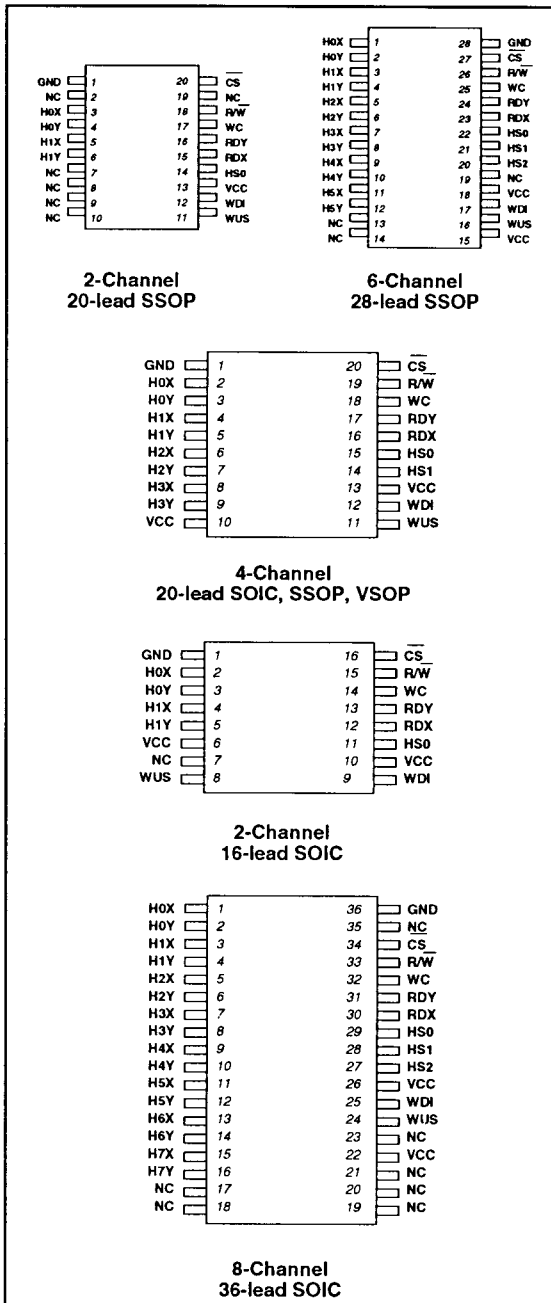 GND 1 20 CS
NC 2 19 NC
H0X 3 18 R/W
H0Y 4 17 WC
H1X 5 16 RDY
H1Y 6 15 RDX
NC 7 14 HS0
NC 8 13 VCC
NC 9 12 WDI
NC 10 11 WUS
2-Channel
20-lead SSOP
H0X 1 28 GND
H0Y 2 27 CS
H1X 3 26 R/W
H1Y 4 25 WC
H2X 5 24 RDY
H2Y 6 23 RDX
H3X 7 22 HS0
H3Y 8 21 HS1
H4X 9 20 HS2
H4Y 10 19 NC
H5X 11 18 VCC
H5Y 12 17 WDI
NC 13 16 WUS
NC 14 15 VCC
6-Channel
28-lead SSOP
GND 1 20 CS
H0X 2 19 R/W
H0Y 3 18 WC
H1X 4 17 RDY
H1Y 5 16 RDX
H2X 6 15 HS0
H2Y 7 14 HS1
H3X 8 13 VCC
H3Y 9 12 WDI
VCC 10 11 WUS
4-Channel
20-lead SOIC, SSOP, VSOP
GND 1 16 CS
H0X 2 15 R/W
H0Y 3 14 WC
H1X 4 13 RDY
H1Y 5 12 RDX
VCC 6 11 HS0
NC 7 10 VCC
WUS 8 9 WDI
2-Channel
16-lead SOIC
H0X 1 36 GND
H0Y 2 35 NC
H1X 3 34 CS
H1Y 4 33 R/W
H2X 5 32 WC
H2Y 6 31 RDY
H3X 7 30 RDX
H3Y 8 29 HS0
H4X 9 28 HS1
H4Y 10 27 HS2
H5X 11 26 VCC
H5Y 12 25 WDI
H6X 13 24 WUS
H6Y 14 23 NC
H7X 15 22 VCC
H7Y 16 21 NC
NC 17 20 NC
NC 18 19 NC
8-Channel
36-lead SOIC